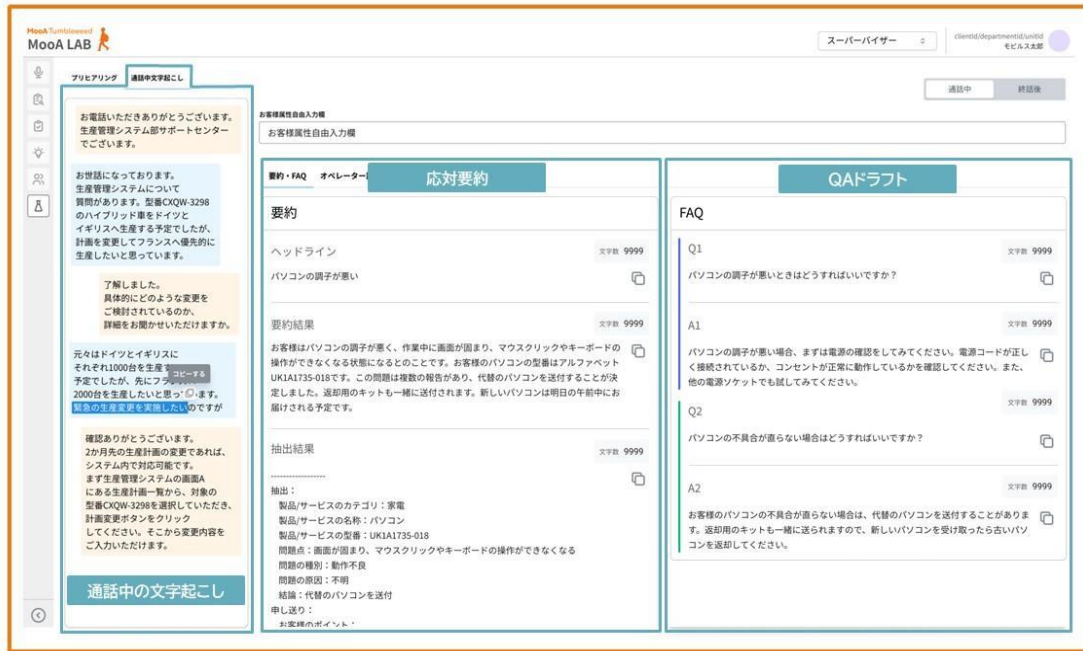 MooA Tumbleweed
MooA LAB
スーパーバイザー
clientid/departmentid/unitid
モビルス太郎
プリヒアリング
通話中文字起こし
通話中
終話後
お電話いただきありがとうございます。
生産管理システム部サポートセンター
でございます。
お世話になっております。
生産管理システムについて
質問があります。型番CXQW-3298
のハイブリッド車をドイツと
イギリスへ生産する予定でしたが、
計画を変更してフランスへ優先的に
生産したいと思っています。
了解しました。
具体的にどのような変更を
ご検討されているのか、
詳細をお聞かせいただけますか。
元々はドイツとイギリスに
それぞれ1000台を生産す
コピーする
予定でしたが、先にフラ
2000台を生産したいと思っ
ます。
緊急の生産変更を実施したいのですが
確認ありがとうございます。
2か月先の生産計画の変更であれば、
システム内で対応可能です。
まず生産管理システムの画面A
にある生産計画一覧から、対象の
型番CXQW-3298を選択していただき、
計画変更ボタンをクリック
してください。そこから変更内容を
ご入力いただけます。
通話中の文字起こし
お客様属性自由入力欄
お客様属性自由入力欄
要約・FAQ
オペレーター
応対要約
要約
ヘッドライン
文字数 9999
パソコンの調子が悪い
要約結果
文字数 9999
お客様はパソコンの調子が悪く、作業中に画面が固まり、マウスクリックやキーボードの
操作ができなくなる状態になるとのことです。お客様のパソコンの型番はアルファベット
UK1A1735-018です。この問題は複数の報告があり、代替のパソコンを送付することが決
定しました。返却用のキットも一緒に送付されます。新しいパソコンは明日の午前中にお
届けされる予定です。
抽出結果
文字数 9999
-----------------
抽出：
製品/サービスのカテゴリ：家電
製品/サービスの名称：パソコン
製品/サービスの型番：UK1A1735-018
問題点：画面が固まり、マウスクリックやキーボードの操作ができなくなる
問題の種別：動作不良
問題の原因：不明
結論：代替のパソコンを送付
申し送り：
お客様のポイント：
QAドラフト
FAQ
Q1
文字数 9999
パソコンの調子が悪いときはどうすればいいですか？
A1
文字数 9999
パソコンの調子が悪い場合、まずは電源の確認をしてみてください。電源コードが正し
く接続されているか、コンセントが正常に動作しているかを確認してください。また、
他の電源ソケットでも試してみてください。
Q2
文字数 9999
パソコンの不具合が直らない場合はどうすればいいですか？
A2
文字数 9999
お客様のパソコンの不具合が直らない場合は、代替のパソコンを送付することがありま
す。返却用のキットも一緒に送られますので、新しいパソコンを受け取ったら古いパソ
コンを返却してください。